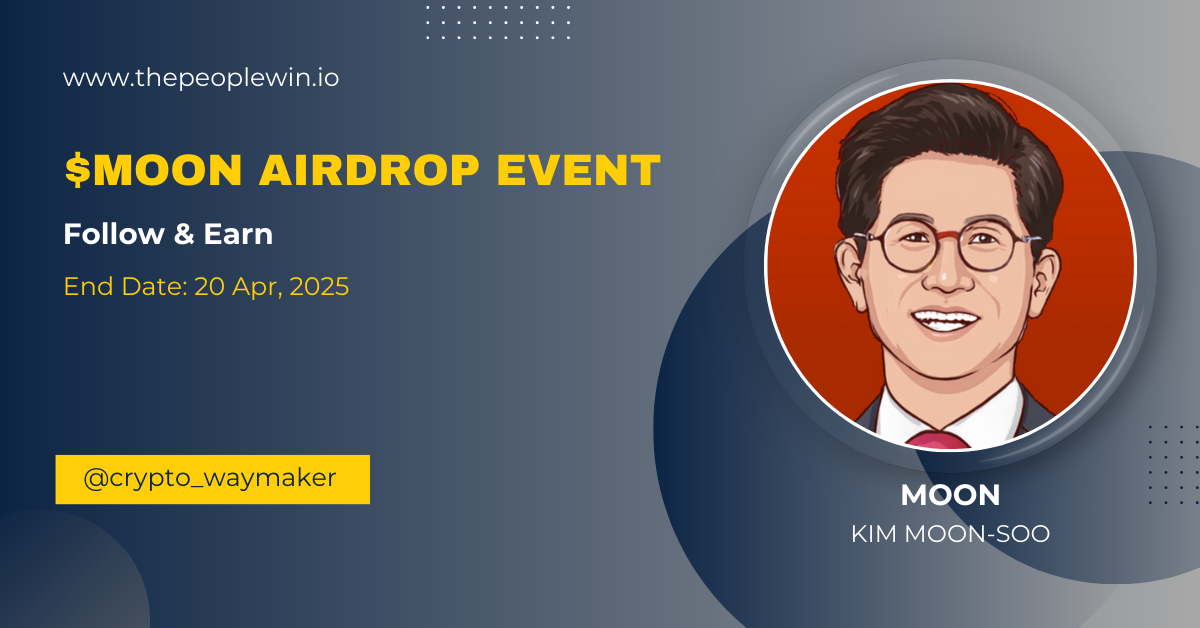 www.thepeoplewin.io
$MOON AIRDROP EVENT
Follow & Earn
End Date: 20 Apr, 2025
@crypto_waymaker
MOON
KIM MOON-SOO